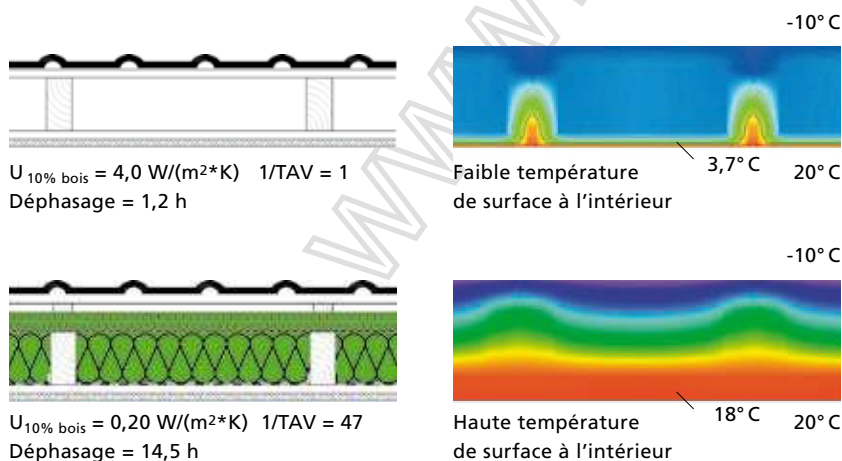 -10° C
U 10% bois = 4,0 W/(m²*K) 1/TAV = 1
Déphasage = 1,2 h
3,7° C
20° C
Faible température
de surface à l’intérieur
-10° C
U10% bois = 0,20 W/(m²*K) 1/TAV = 47
Déphasage = 14,5 h
18° C
20° C
Haute température
de surface à l’intérieur